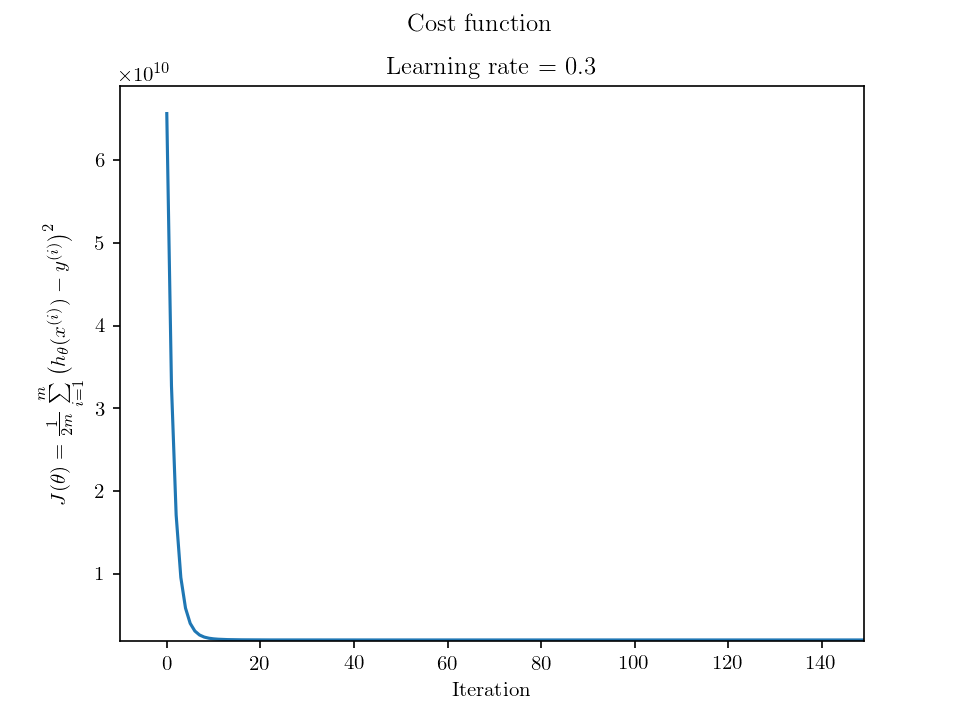 Cost function
Learning rate = 0.3
×10¹⁰
6
5
4
3
2
1
J(θ) = 1/2m ∑ᵢ₌₁ᵐ (h_θ(x⁽ⁱ⁾) − y⁽ⁱ⁾)²
0 20 40 60 80 100 120 140
Iteration